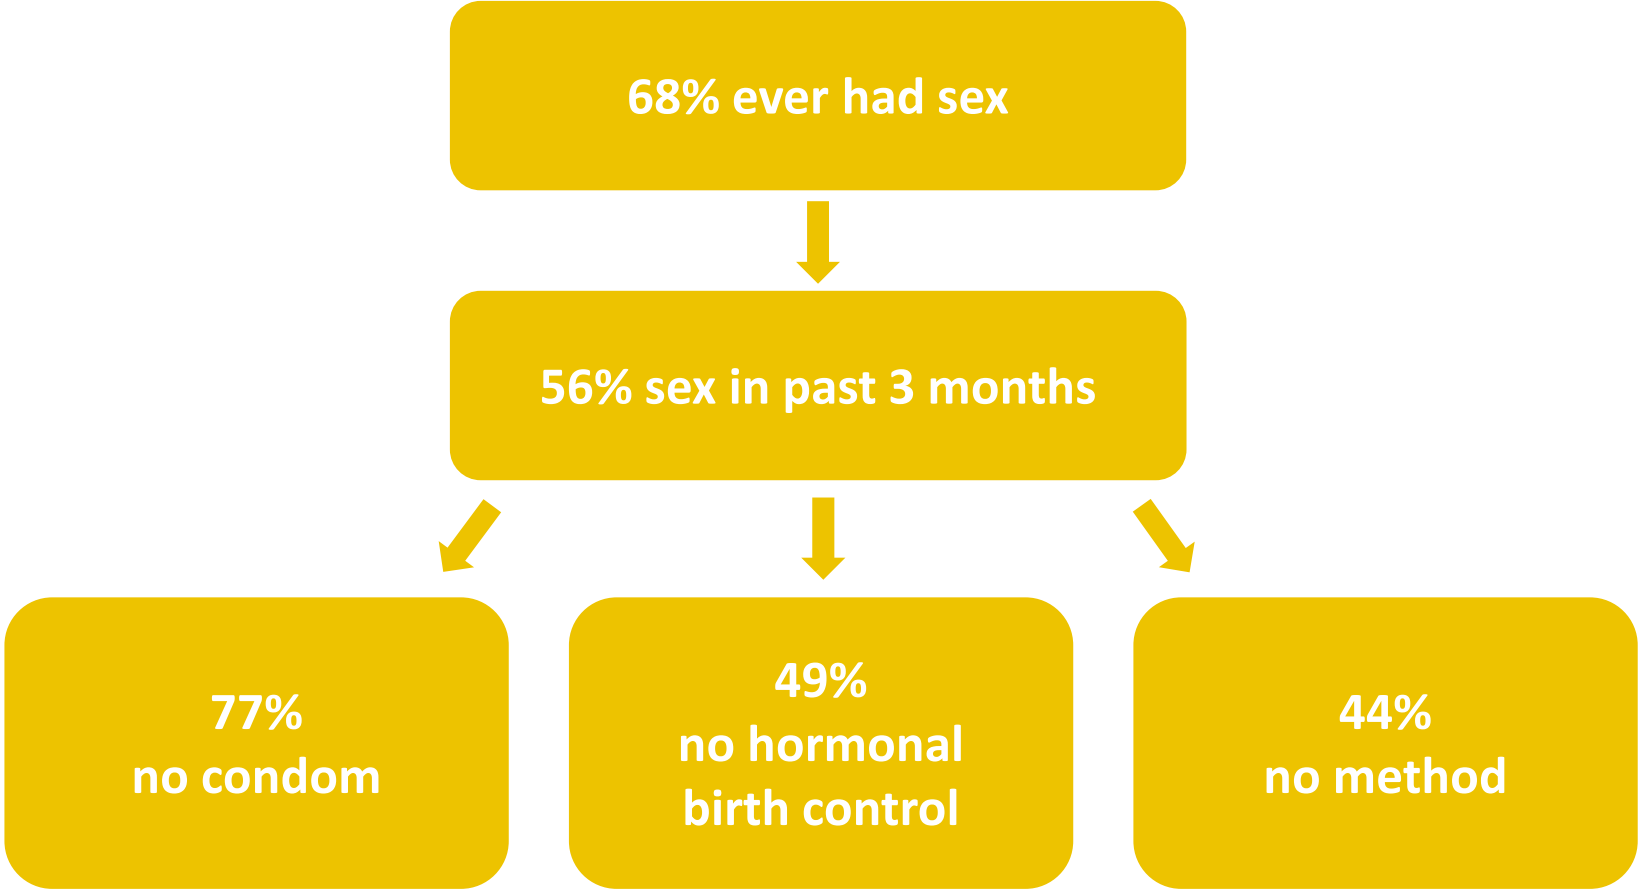 68% ever had sex
56% sex in past 3 months
77%
no condom
49%
no hormonal
birth control
44%
no method